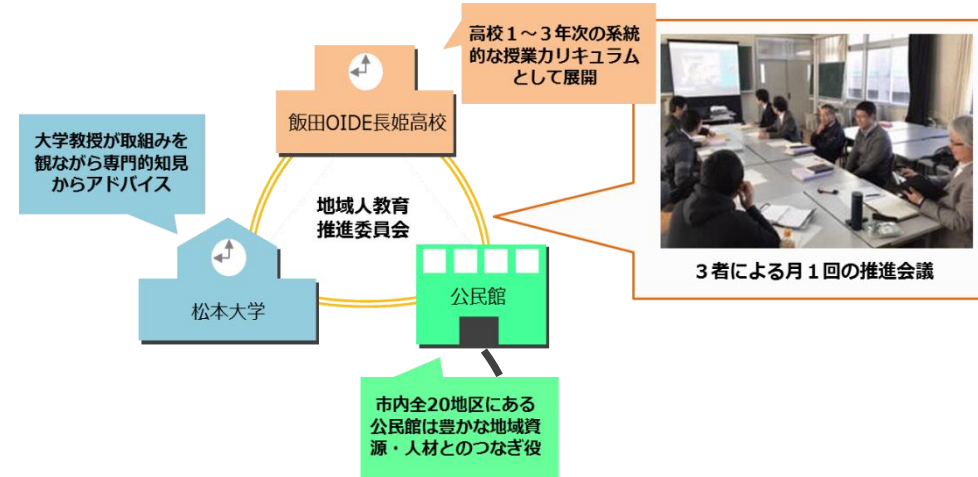 高校１～３年次の系統
的な授業カリキュラム
として展開
飯田OIDE長姫高校
大学教授が取組みを
観ながら専門的知見
からアドバイス
地域人教育
推進委員会
松本大学
公民館
３者による月１回の推進会議
市内全20地区にある
公民館は豊かな地域資
源・人材とのつなぎ役